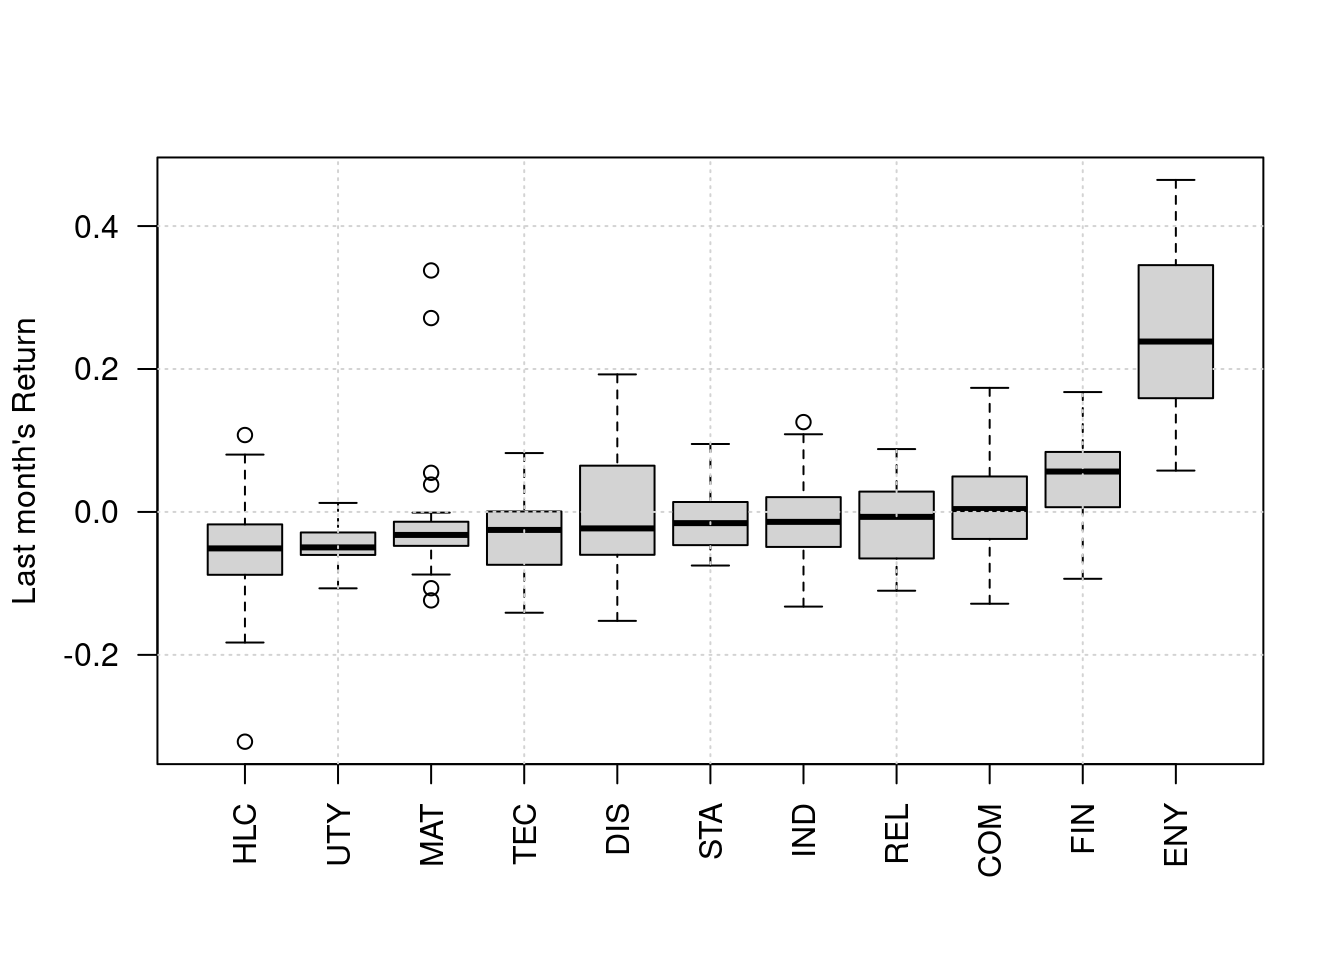 Last month's Return
0.4
0.2
0.0
-0.2
HLC
UTY
MAT
TEC
DIS
STA
IND
REL
COM
FIN
ENY